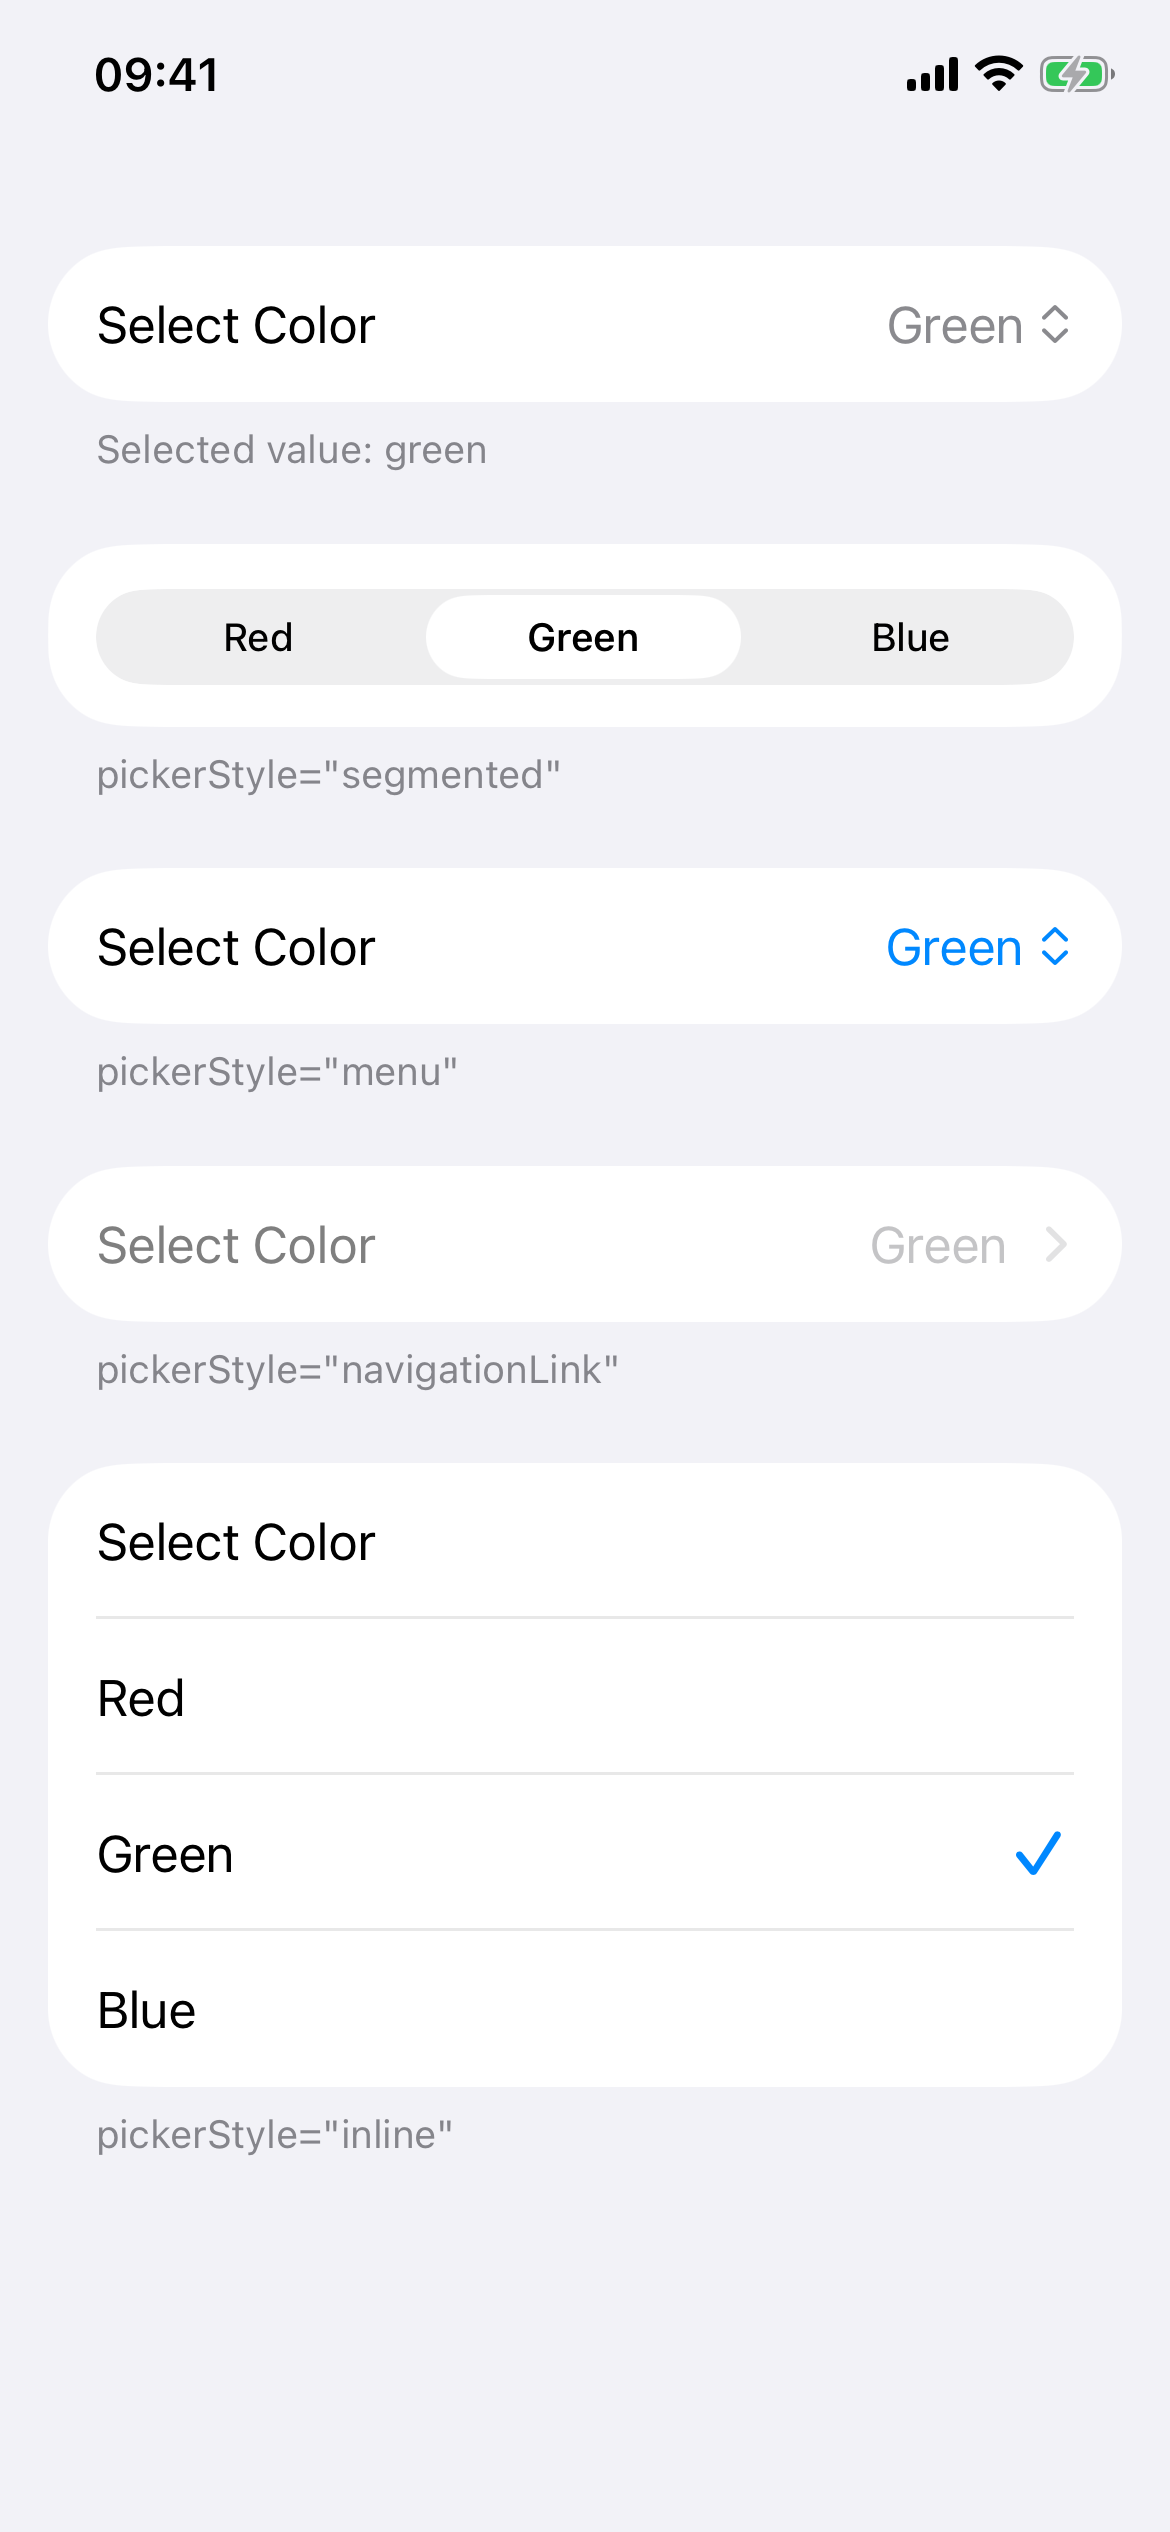 09:41
Select Color Green
Selected value: green
Red Green Blue
pickerStyle="segmented"
Select Color Green
pickerStyle="menu"
Select Color Green
pickerStyle="navigationLink"
Select Color
Red
Green
Blue
pickerStyle="inline"